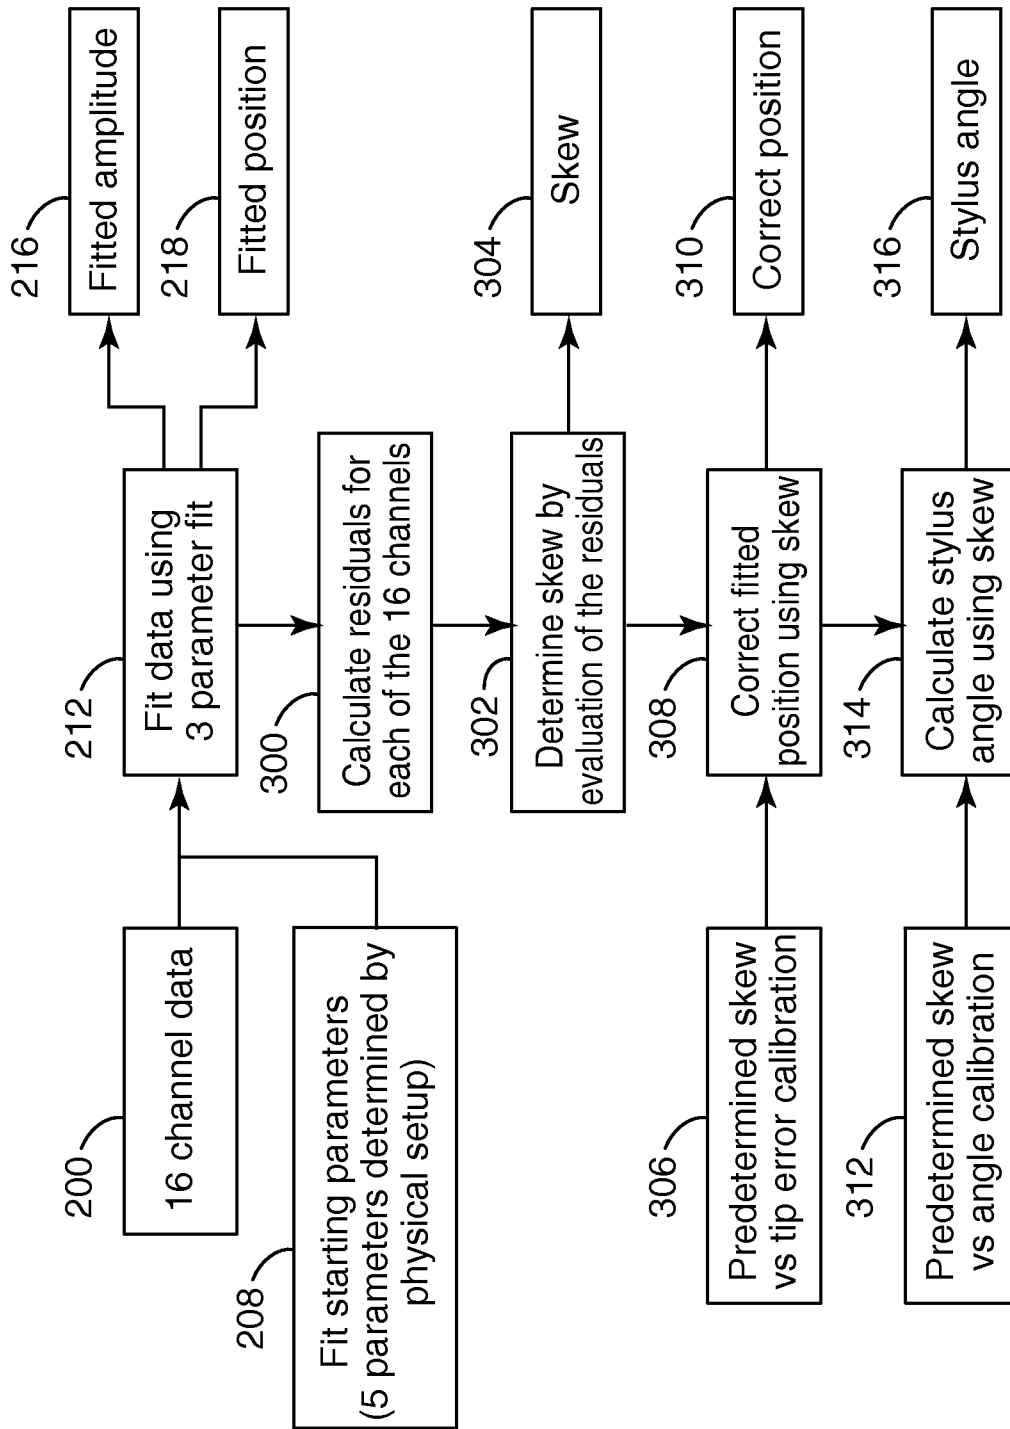 200
16 channel data
208
Fit starting parameters
(5 parameters determined by
physical setup)
212
Fit data using
3 parameter fit
216
Fitted amplitude
218
Fitted position
300
Calculate residuals for
each of the 16 channels
302
Determine skew by
evaluation of the residuals
304
Skew
306
Predetermined skew
vs tip error calibration
308
Correct fitted
position using skew
310
Correct position
312
Predetermined skew
vs angle calibration
314
Calculate stylus
angle using skew
316
Stylus angle